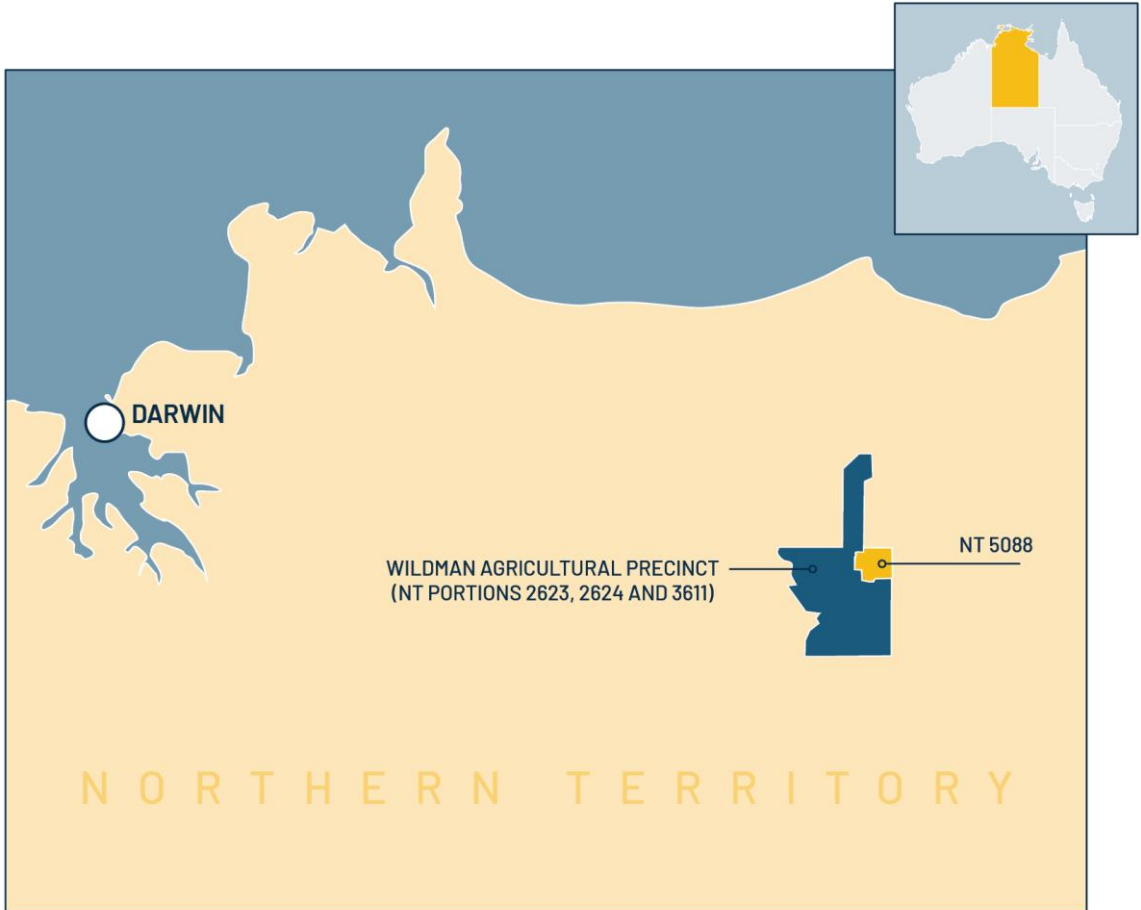 DARWIN
WILDMAN AGRICULTURAL PRECINCT
(NT PORTIONS 2623, 2624 AND 3611)
NT 5088
NORTHERN TERRITORY